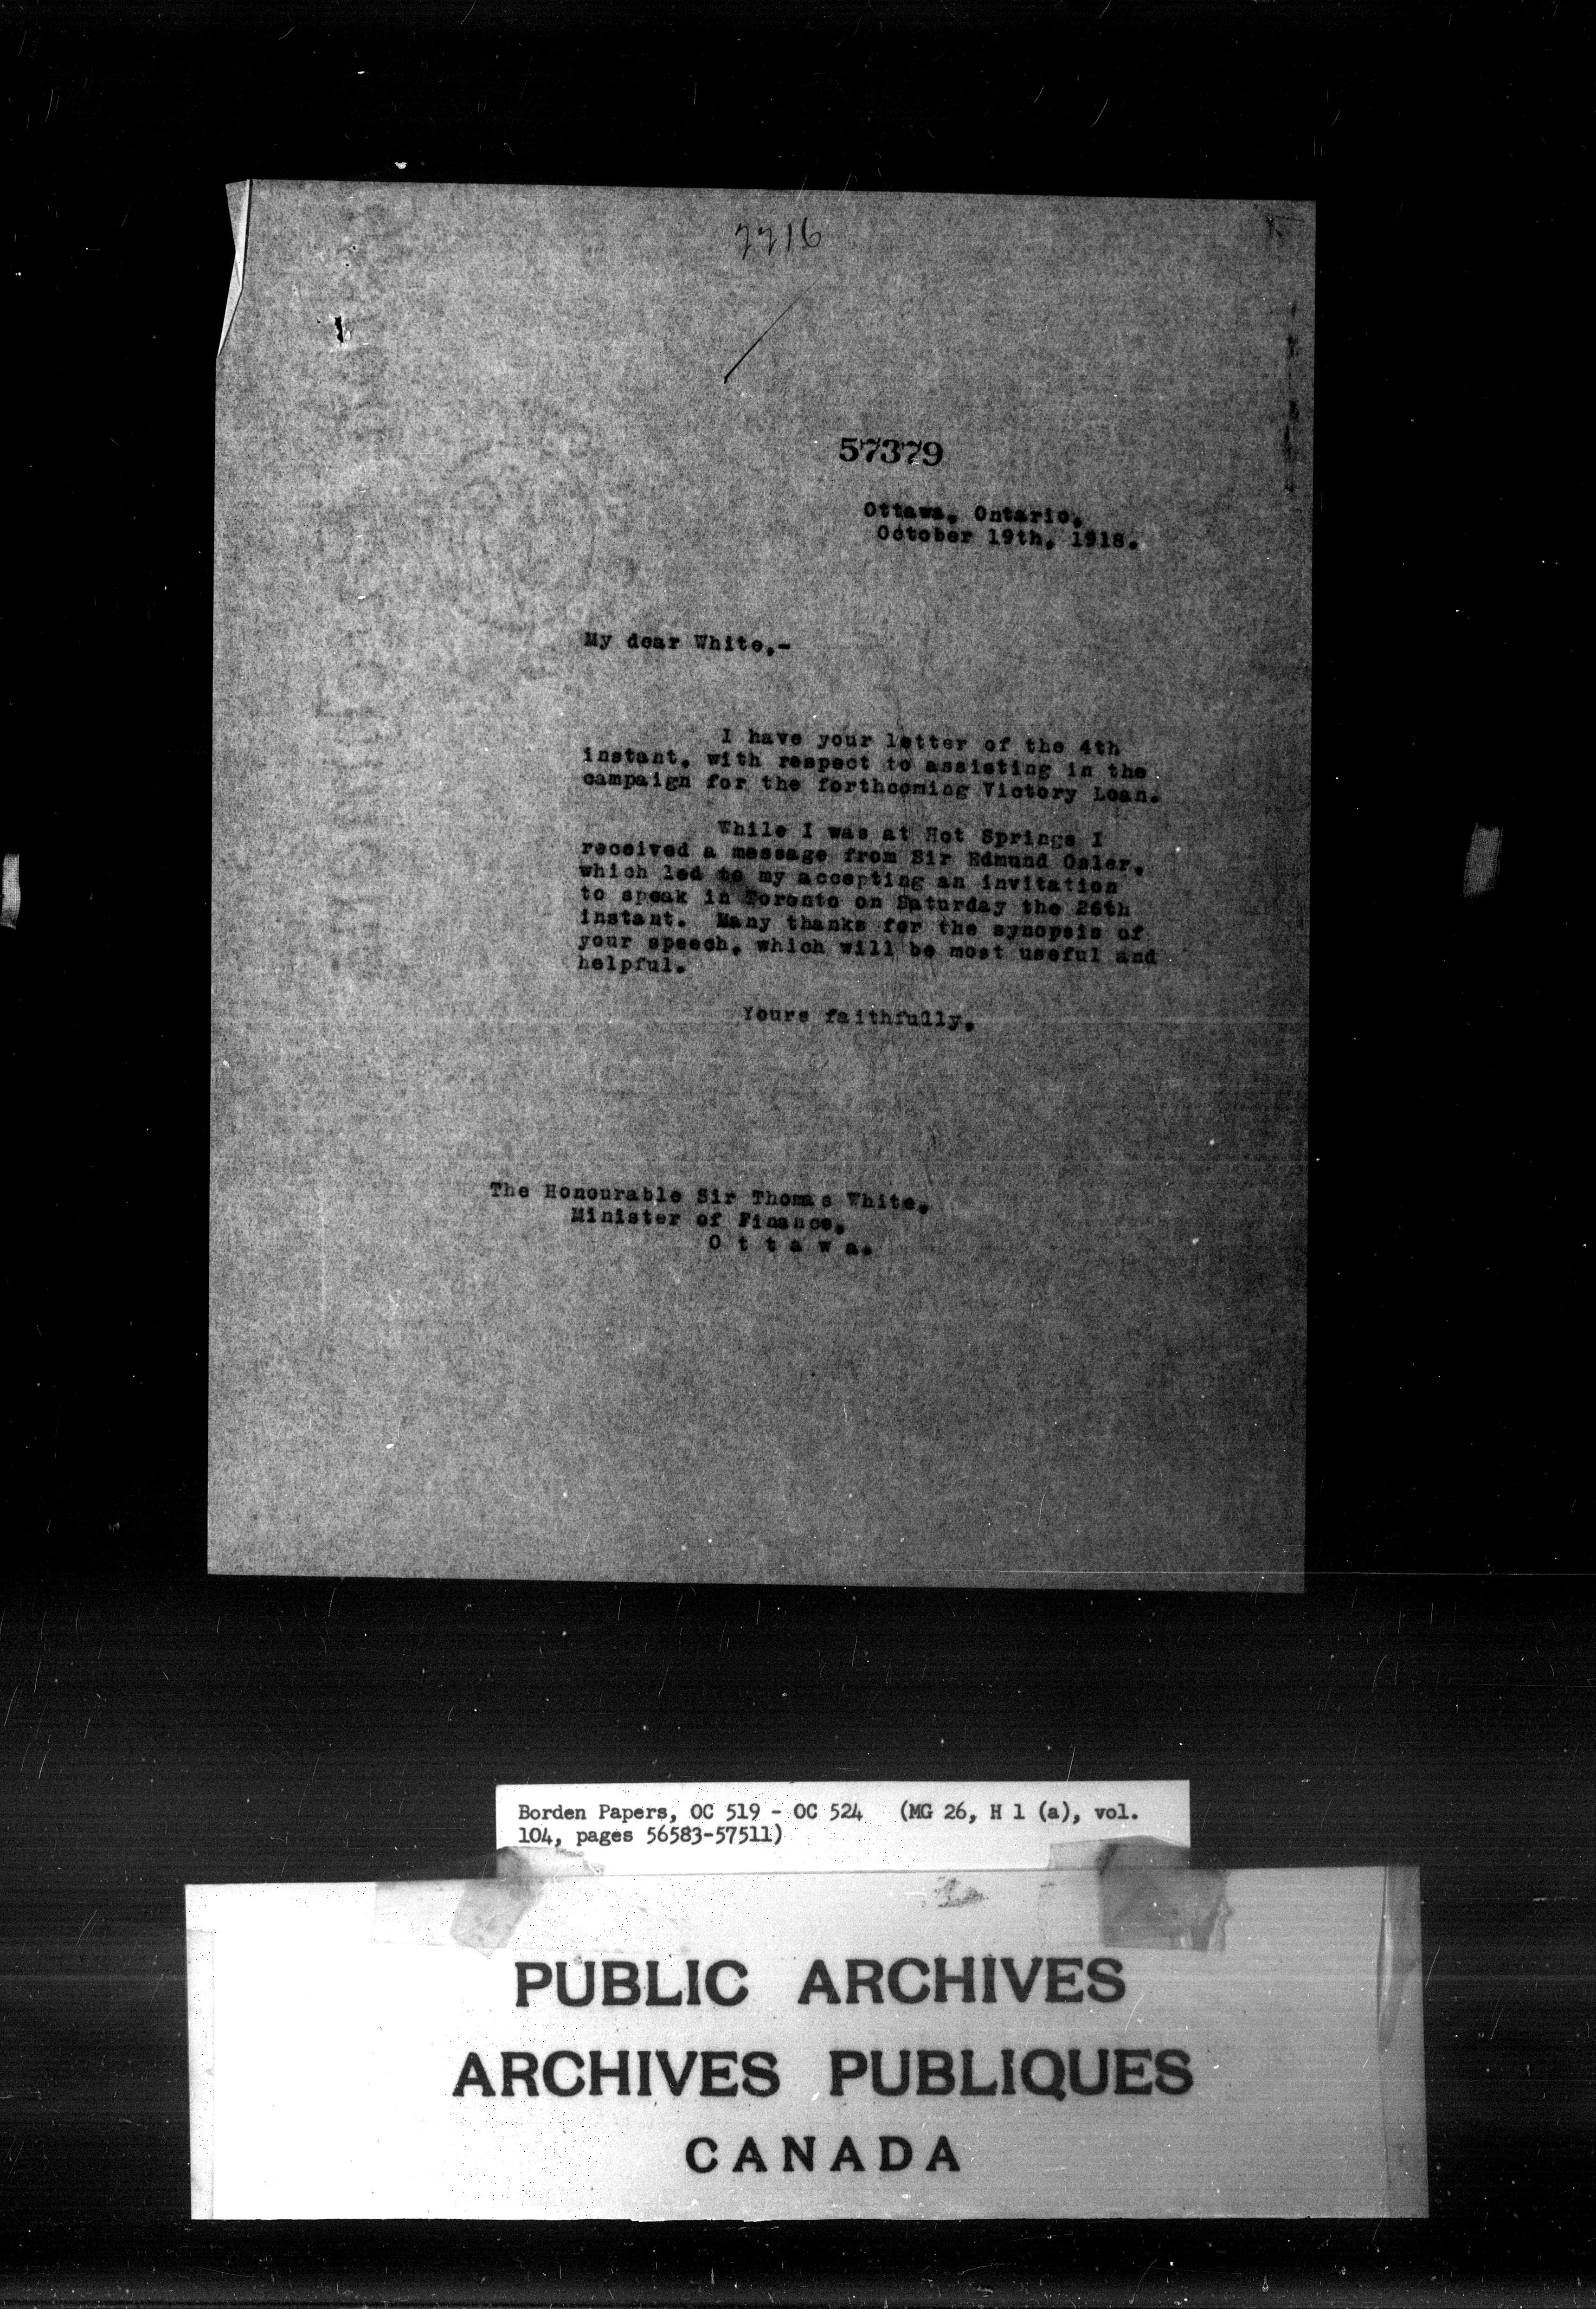 2216
57379
Ottawa, Ontario,
October 19th, 1918.
My dear White,-
I have your letter of the 4th
instant, with respect to assisting in the
campaign for the forthcoming Victory Loan.
While I was at Hot Springs I
received a message from Sir Edmund Osler,
which led to my accepting an invitation
to speak in Toronto on Saturday the 26th
instant. Many thanks for the synopsis of
your speech, which will be most useful and
helpful.
Yours faithfully,
The Honourable Sir Thomas White,
Minister of Finance,
O t t a w a.
Borden Papers, OC 519 - OC 524 (MG 26, H 1 (a), vol.
104, pages 56583-57511)
PUBLIC ARCHIVES
ARCHIVES PUBLIQUES
CANADA